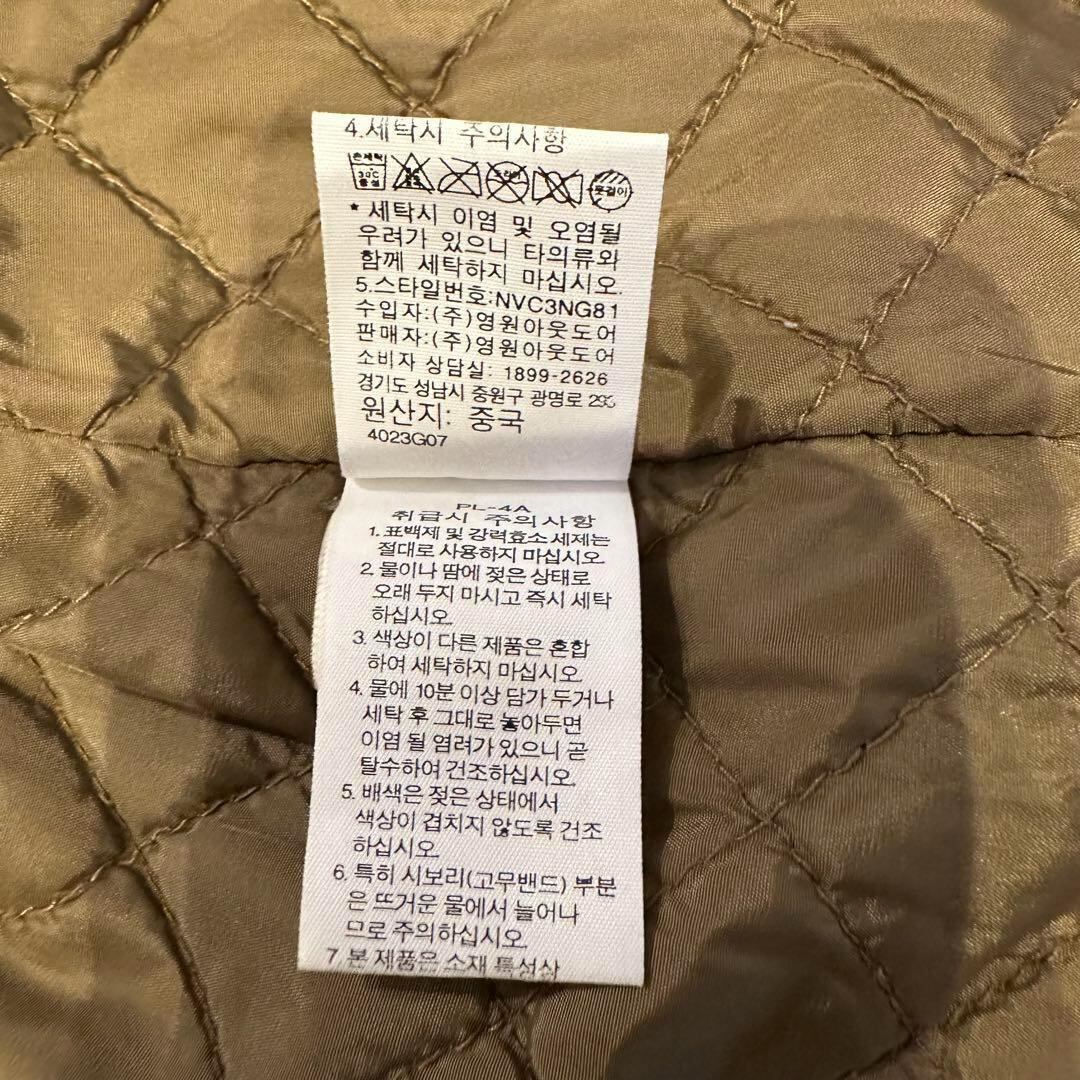 4.세탁시 주의사항
손세탁
30℃
중성
옷걸이
* 세탁시 이염 및 오염될
우려가 있으니 타의류와
함께 세탁하지 마십시오.
5.스타일번호:NVC3NG81
수입자:(주)영원아웃도어
판매자:(주)영원아웃도어
소비자 상담실: 1899-2626
경기도 성남시 중원구 광명로
원산지: 중국
4023G07
PL-4A
취급시 주의사항
1. 표백제 및 강력효소 세제는
절대로 사용하지 마십시오.
2. 물이나 땀에 젖은 상태로
오래 두지 마시고 즉시 세탁
하십시오.
3. 색상이 다른 제품은 혼합
하여 세탁하지 마십시오.
4. 물에 10분 이상 담가 두거나
세탁 후 그대로 놓아두면
이염 될 염려가 있으니 곧
탈수하여 건조하십시오.
5. 배색은 젖은 상태에서
색상이 겹치지 않도록 건조
하십시오.
6. 특히 시보리(고무밴드) 부분
은 뜨거운 물에서 늘어나
므로 주의하십시오.
7. 본 제품은 소재 특성상